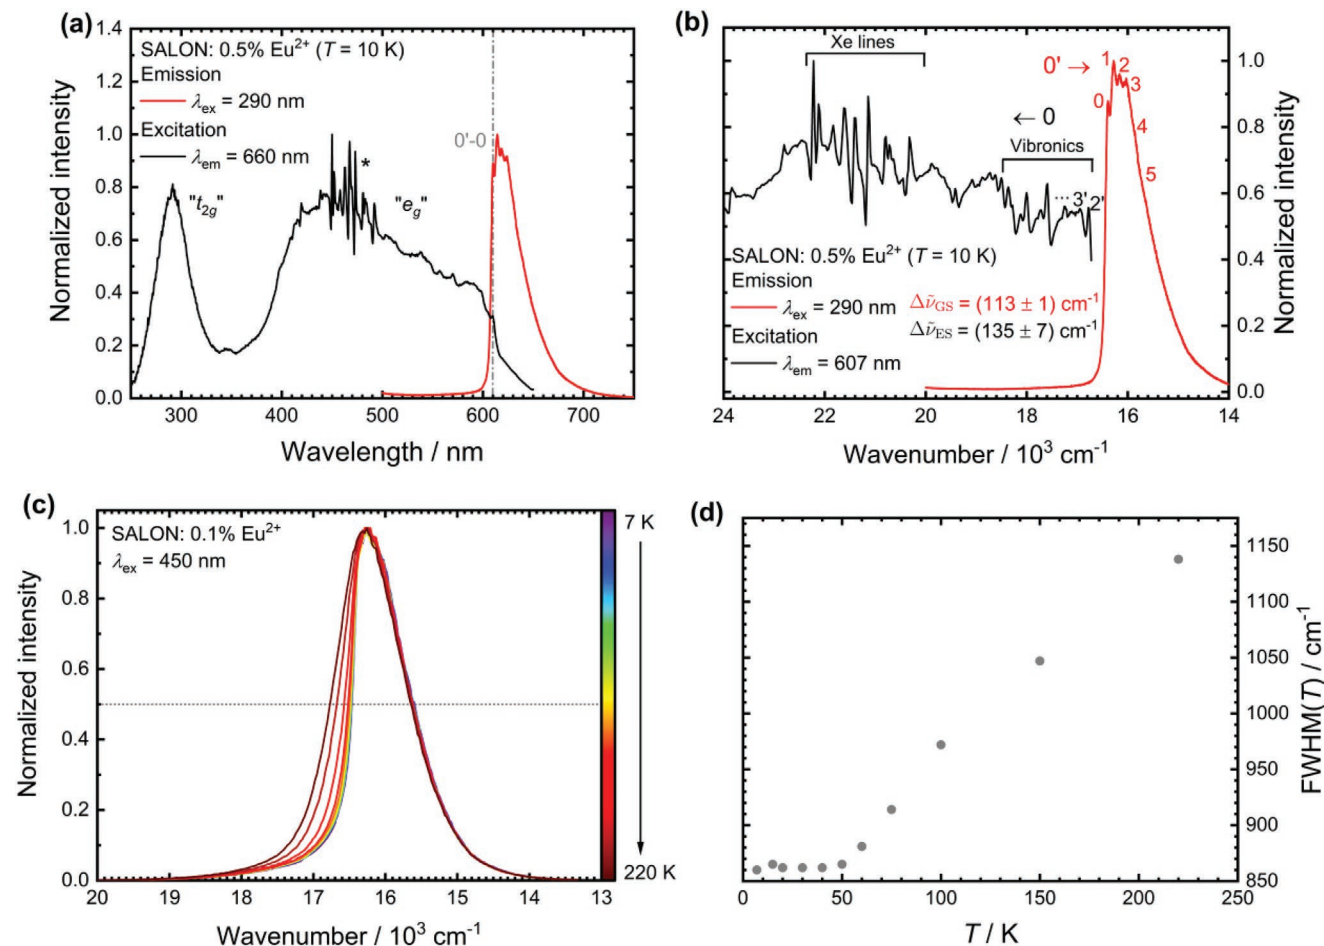 (a)
SALON: 0.5% Eu²⁺ (T = 10 K)
Emission
λex = 290 nm
Excitation
λem = 660 nm
0'-0
*
"t2g"
"eg"
1.4
1.2
1.0
0.8
0.6
0.4
0.2
0.0
Normalized intensity
300 400 500 600 700
Wavelength / nm
(b)
Xe lines
0' →
1
2
3
0
4
5
← 0
Vibronics
···3'2'
SALON: 0.5% Eu²⁺ (T = 10 K)
Emission
λex = 290 nm
Δν̃GS = (113 ± 1) cm⁻¹
Excitation
Δν̃ES = (135 ± 7) cm⁻¹
λem = 607 nm
1.0
0.8
0.6
0.4
0.2
0.0
Normalized intensity
24 22 20 18 16 14
Wavenumber / 10³ cm⁻¹
(c)
SALON: 0.1% Eu²⁺
λex = 450 nm
7 K
220 K
1.0
0.8
0.6
0.4
0.2
0.0
Normalized intensity
20 19 18 17 16 15 14 13
Wavenumber / 10³ cm⁻¹
(d)
1150
1100
1050
1000
950
900
850
FWHM(T) / cm⁻¹
0 50 100 150 200 250
T / K